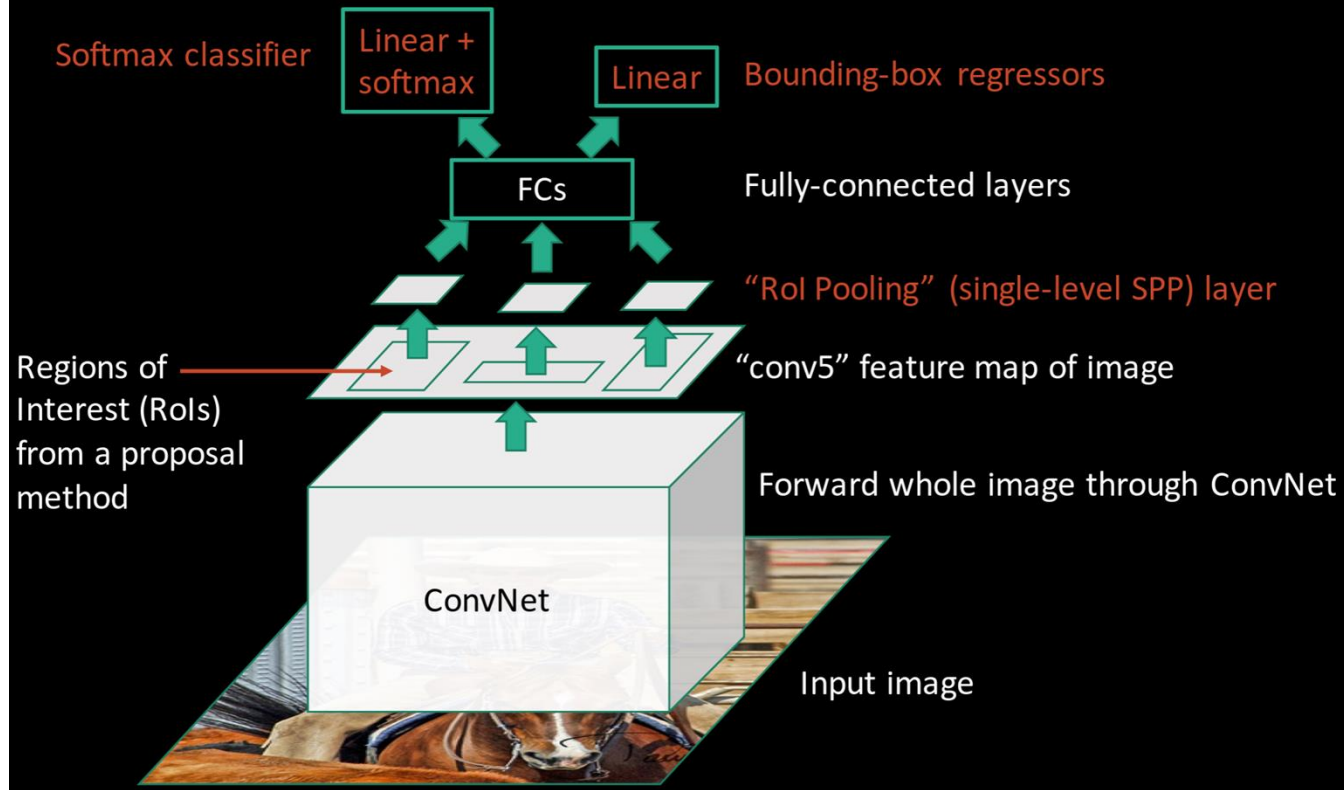 Softmax classifier
Linear +
softmax
Linear
Bounding-box regressors
FCs
Fully-connected layers
“RoI Pooling” (single-level SPP) layer
Regions of
Interest (RoIs)
from a proposal
method
“conv5” feature map of image
Forward whole image through ConvNet
ConvNet
Input image